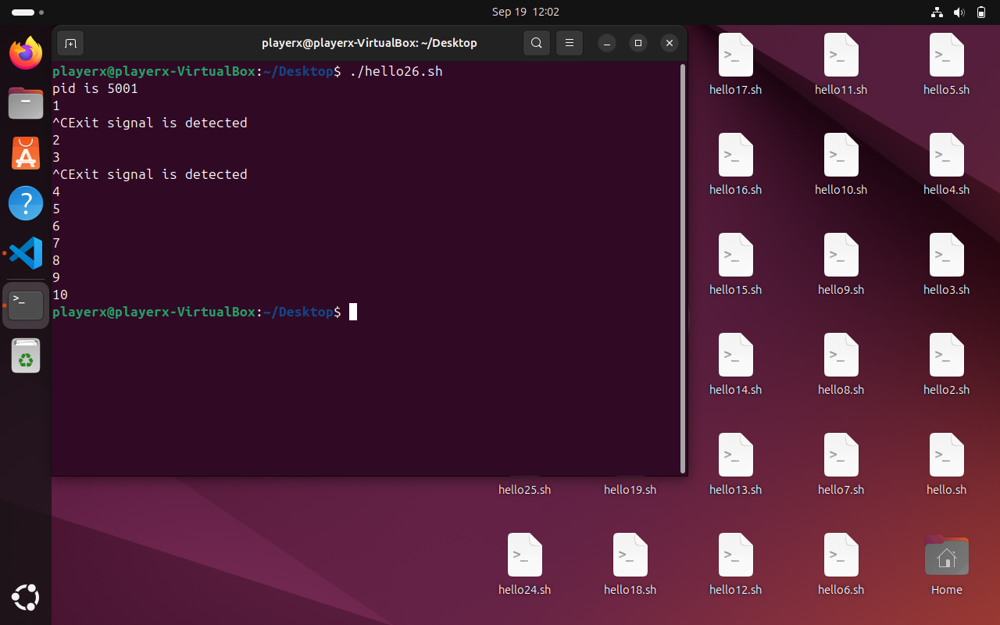 Sep 19 12:02
playerx@playerx-VirtualBox: ~/Desktop
playerx@playerx-VirtualBox:~/Desktop$ ./hello26.sh
pid is 5001
1
^CExit signal is detected
2
3
^CExit signal is detected
4
5
6
7
8
9
10
playerx@playerx-VirtualBox:~/Desktop$
hello17.sh
hello11.sh
hello5.sh
hello16.sh
hello10.sh
hello4.sh
hello15.sh
hello9.sh
hello3.sh
hello14.sh
hello8.sh
hello2.sh
hello25.sh
hello19.sh
hello13.sh
hello7.sh
hello.sh
hello24.sh
hello18.sh
hello12.sh
hello6.sh
Home